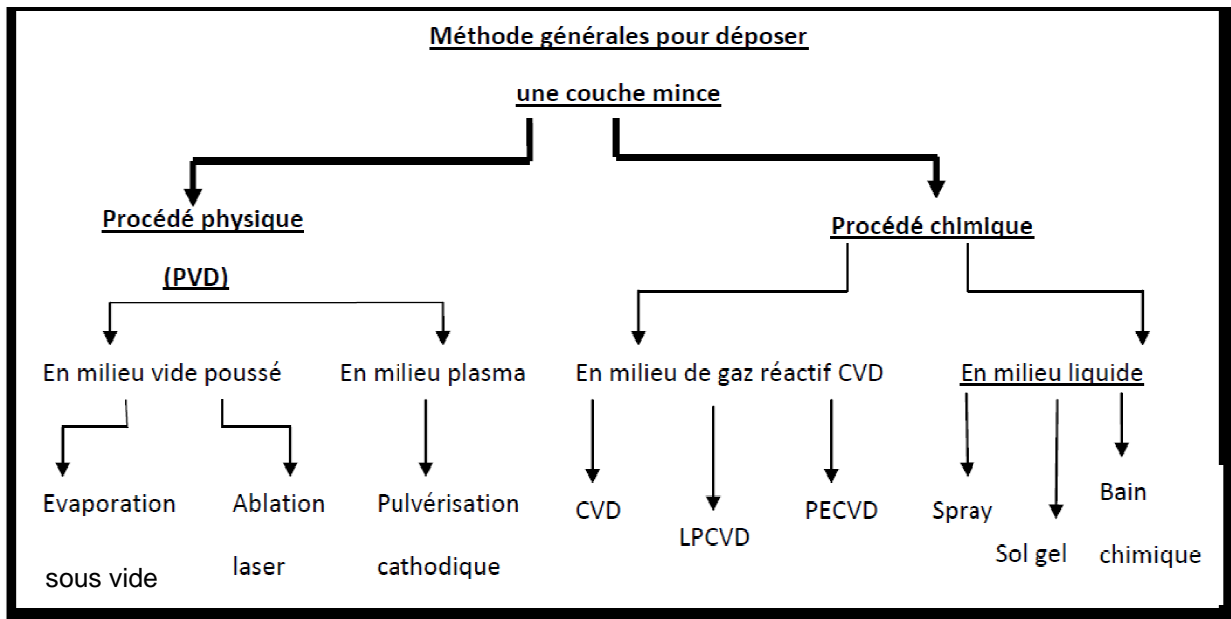 Méthode générales pour déposer
une couche mince
Procédé physique
(PVD)
Procédé chimique
En milieu vide poussé
En milieu plasma
En milieu de gaz réactif CVD
En milieu liquide
Evaporation
sous vide
Ablation
laser
Pulvérisation
cathodique
CVD
LPCVD
PECVD
Spray
Sol gel
Bain
chimique